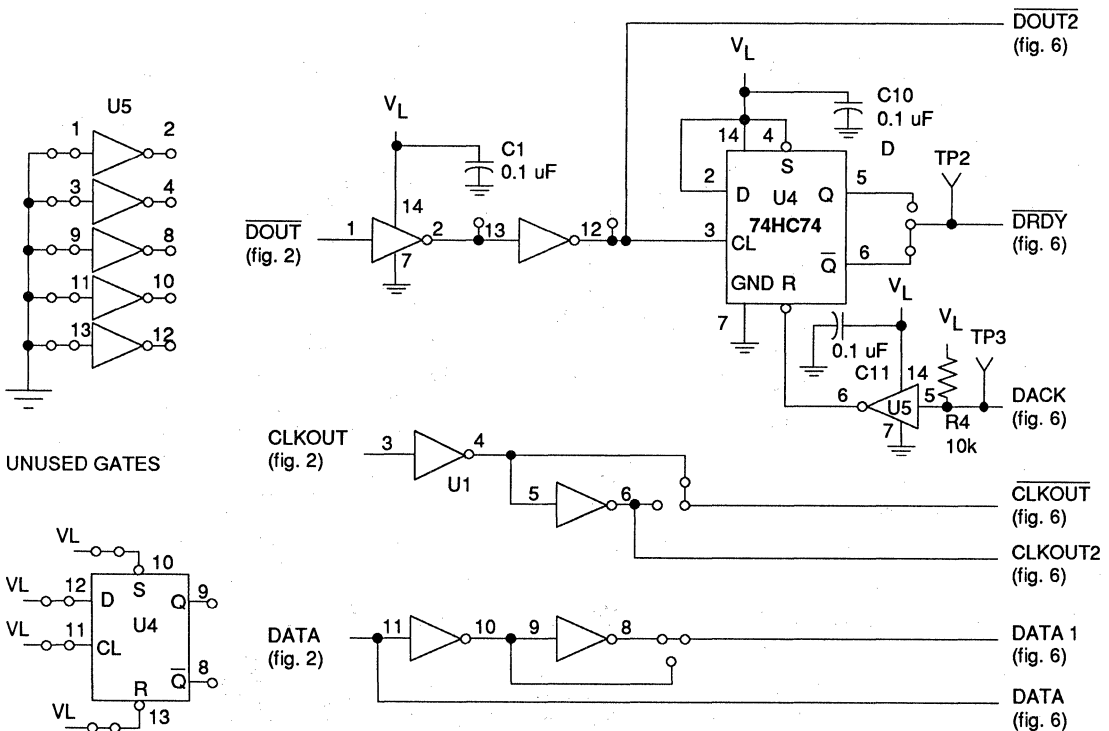 DOUT2
(fig. 6)
VL
C10
0.1 uF
D
U5
1 2
3 4
9 8
11 10
13 12
VL
C1
0.1 uF
14
DOUT
(fig. 2)
1 2 13 12
7
14 4
S
2 D U4 Q 5
74HC74
3 CL
Q 6
GND R
7
TP2
DRDY
(fig. 6)
VL
0.1 uF
C11
14
VL
TP3
6 U5 5
7
R4
10k
DACK
(fig. 6)
UNUSED GATES
CLKOUT
(fig. 2)
3 4
U1
5 6
CLKOUT
(fig. 6)
CLKOUT2
(fig. 6)
VL
10
S
VL 12 D Q 9
U4
VL 11 CL
Q 8
R
VL 13
DATA
(fig. 2)
11 10 9 8
DATA 1
(fig. 6)
DATA
(fig. 6)